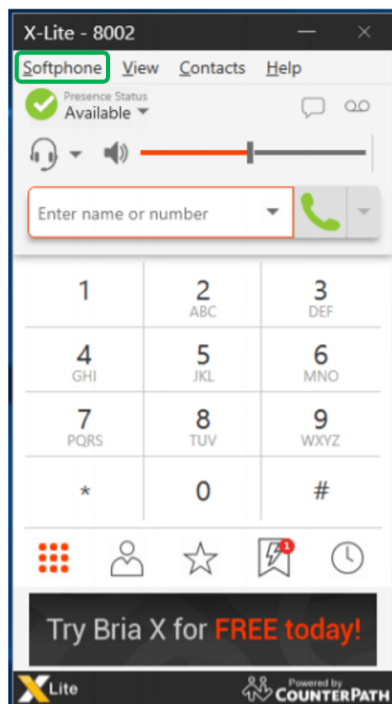 X-Lite - 8002
Softphone View Contacts Help
Presence Status
Available
Enter name or number
1 2 3
ABC DEF
4 5 6
GHI JKL MNO
7 8 9
PQRS TUV WXYZ
* 0 #
1
Try Bria X for FREE today!
X Lite
Powered by
COUNTERPATH